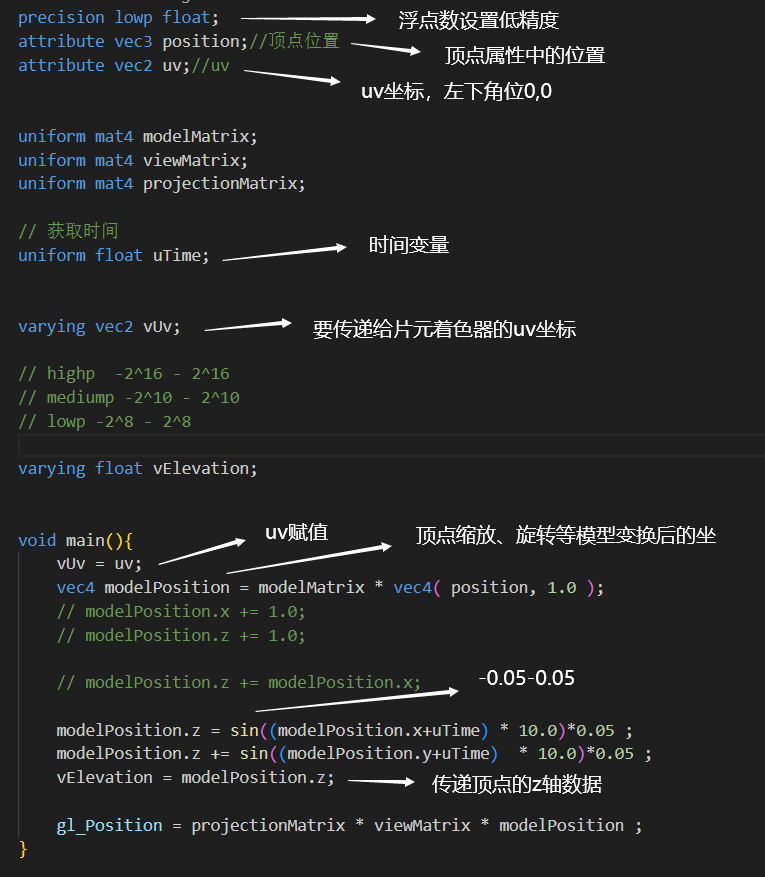 precision lowp float; 浮点数设置低精度
attribute vec3 position;//顶点位置 顶点属性中的位置
attribute vec2 uv;//uv
uv坐标，左下角位0,0
uniform mat4 modelMatrix;
uniform mat4 viewMatrix;
uniform mat4 projectionMatrix;
// 获取时间
uniform float uTime; 时间变量
varying vec2 vUv; 要传递给片元着色器的uv坐标
// highp  -2^16 - 2^16
// mediump -2^10 - 2^10
// lowp -2^8 - 2^8
varying float vElevation;
void main(){ uv赋值 顶点缩放、旋转等模型变换后的坐
vUv = uv;
vec4 modelPosition = modelMatrix * vec4( position, 1.0 );
// modelPosition.x += 1.0;
// modelPosition.z += 1.0;
// modelPosition.z += modelPosition.x; -0.05-0.05
modelPosition.z = sin((modelPosition.x+uTime) * 10.0)*0.05 ;
modelPosition.z += sin((modelPosition.y+uTime)  * 10.0)*0.05 ;
vElevation = modelPosition.z; 传递顶点的z轴数据
gl_Position = projectionMatrix * viewMatrix * modelPosition ;
}